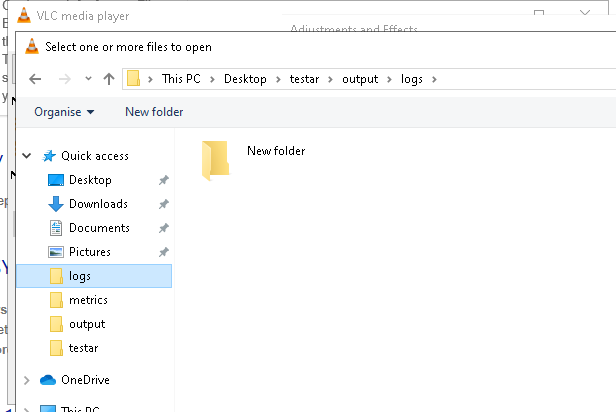 VLC media player
Adjustments and Effects
Select one or more files to open
This PC > Desktop > testar > output > logs >
Organise New folder
Quick access
New folder
Desktop
Downloads
Documents
Pictures
logs
metrics
output
testar
OneDrive
This PC